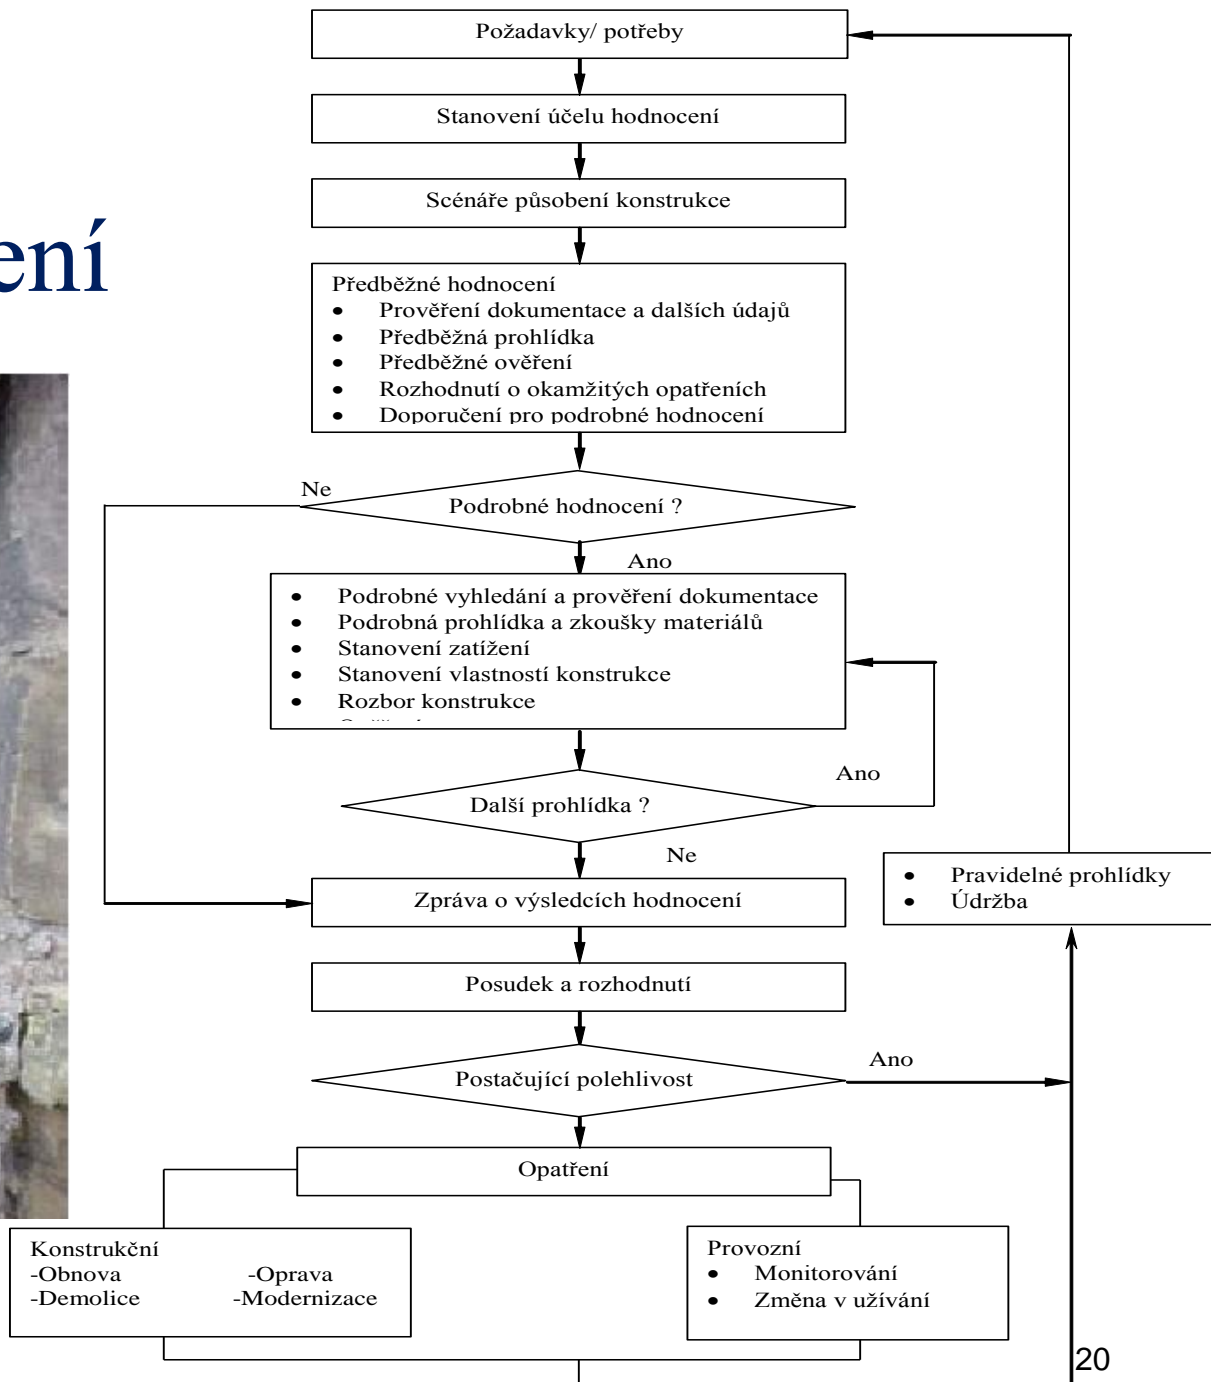 Požadavky/ potřeby
Stanovení účelu hodnocení
Scénáře působení konstrukce
ení
Předběžné hodnocení
• Prověření dokumentace a dalších údajů
• Předběžná prohlídka
• Předběžné ověření
• Rozhodnutí o okamžitých opatřeních
• Doporučení pro podrobné hodnocení
Ne
Podrobné hodnocení ?
Ano
• Podrobné vyhledání a prověření dokumentace
• Podrobná prohlídka a zkoušky materiálů
• Stanovení zatížení
• Stanovení vlastností konstrukce
• Rozbor konstrukce
Ano
Další prohlídka ?
Ne
• Pravidelné prohlídky
• Údržba
Zpráva o výsledcích hodnocení
Posudek a rozhodnutí
Ano
Postačující polehlivost
Opatření
Konstrukční
-Obnova -Oprava
-Demolice -Modernizace
Provozní
• Monitorování
• Změna v užívání
20